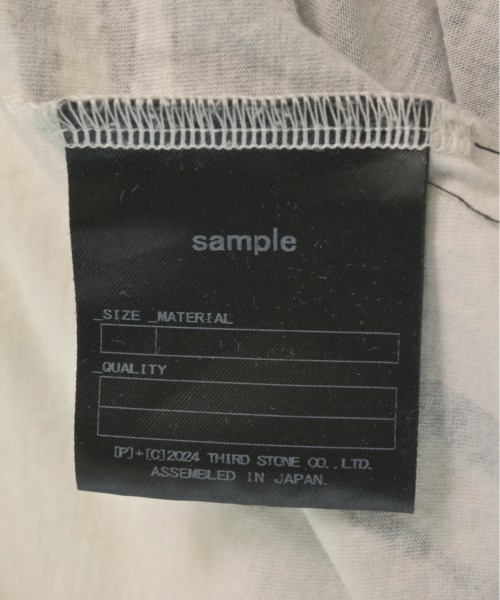 sample
_SIZE _MATERIAL
_QUALITY
[P]+[C]2024 THIRD STONE CO.,LTD.
ASSEMBLED IN JAPAN.